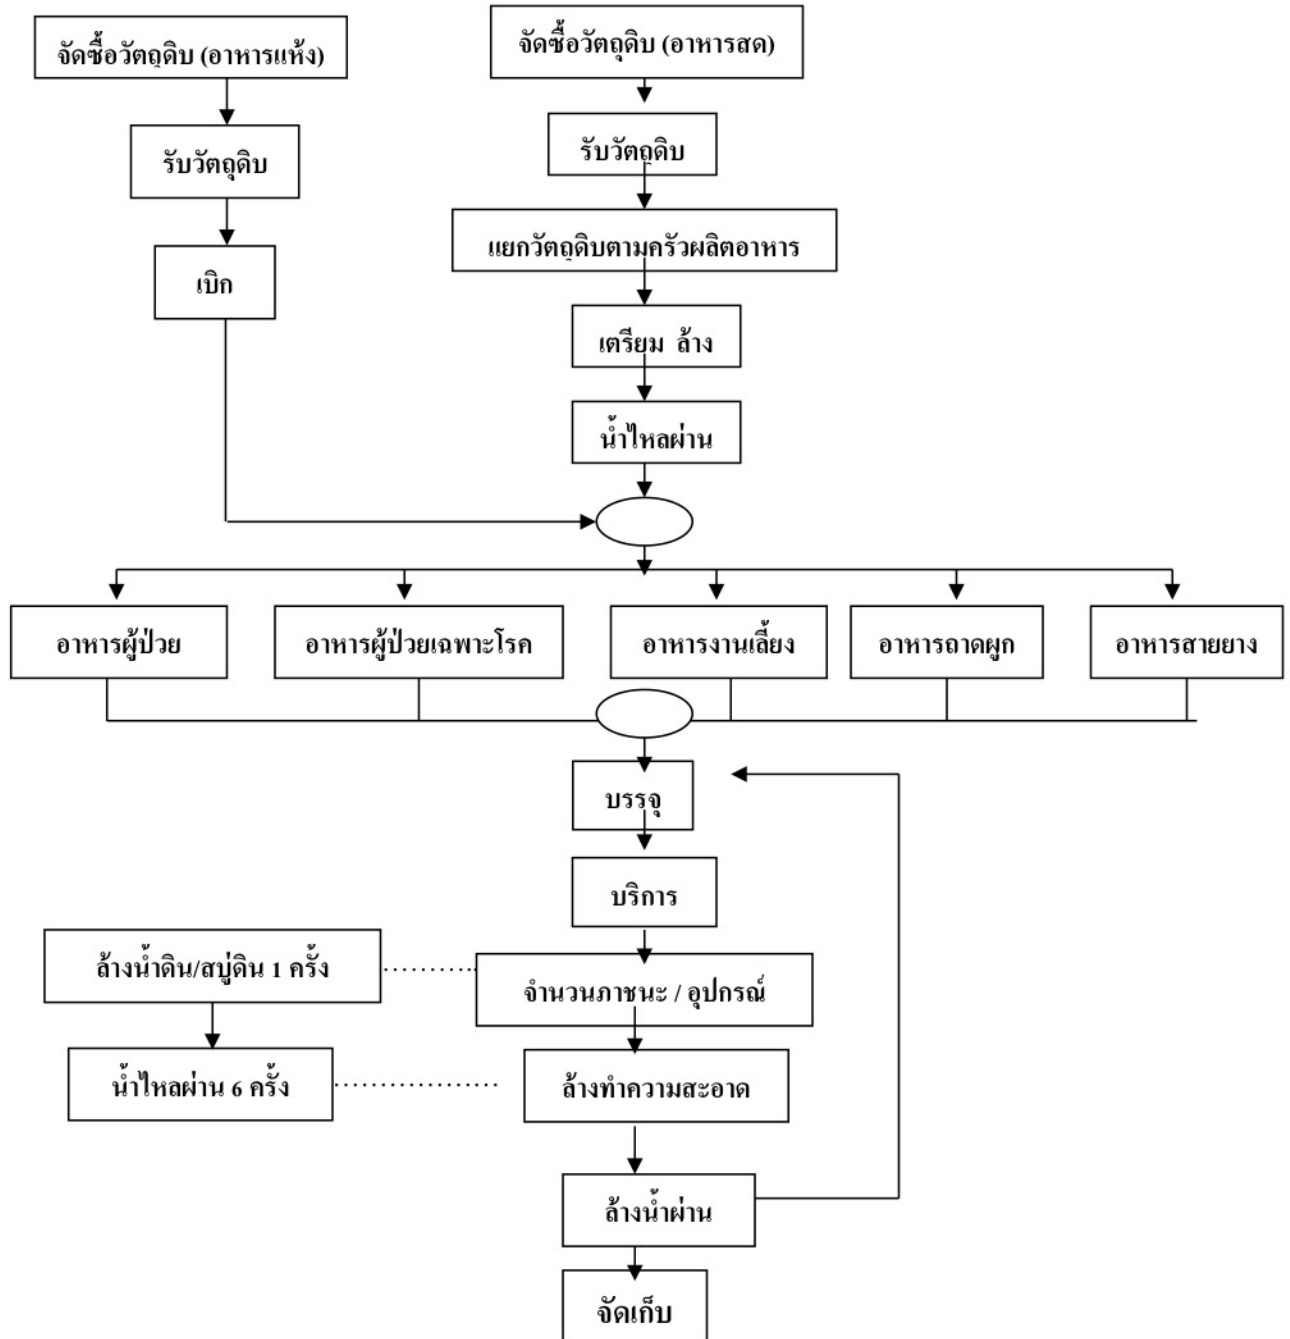 จัดซื้อวัตถุดิบ (อาหารแห้ง)
จัดซื้อวัตถุดิบ (อาหารสด)
รับวัตถุดิบ
รับวัตถุดิบ
แยกวัตถุดิบตามครัวผลิตอาหาร
เบิก
เตรียม ล้าง
น้ำไหลผ่าน
อาหารผู้ป่วย
อาหารผู้ป่วยเฉพาะโรค
อาหารงานเลี้ยง
อาหารถาดผูก
อาหารสายยาง
บรรจุ
บริการ
ล้างน้ำดิน/สบู่ดิน 1 ครั้ง
จำนวนภาชนะ / อุปกรณ์
น้ำไหลผ่าน 6 ครั้ง
ล้างทำความสะอาด
ล้างน้ำผ่าน
จัดเก็บ